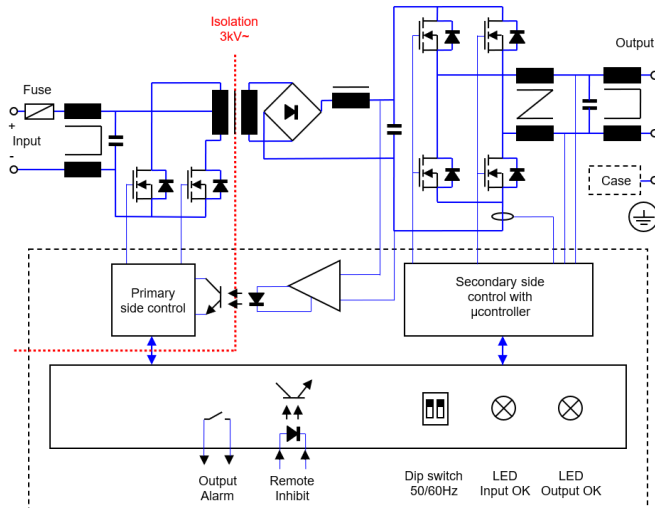 Isolation
3kV~
Output
Fuse
+
Input
-
Case
Primary
side control
Secondary side
control with
µcontroller
Output
Alarm
Remote
Inhibit
Dip switch
50/60Hz
LED
Input OK
LED
Output OK